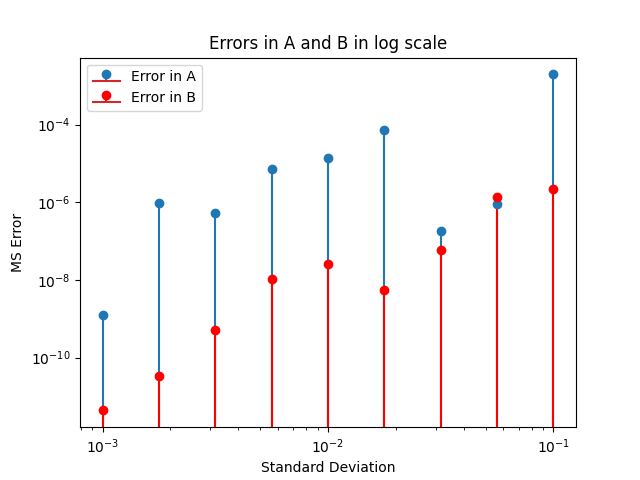 Errors in A and B in log scale
Error in A
Error in B
MS Error
10⁻⁴
10⁻⁶
10⁻⁸
10⁻¹⁰
10⁻³ 10⁻² 10⁻¹
Standard Deviation